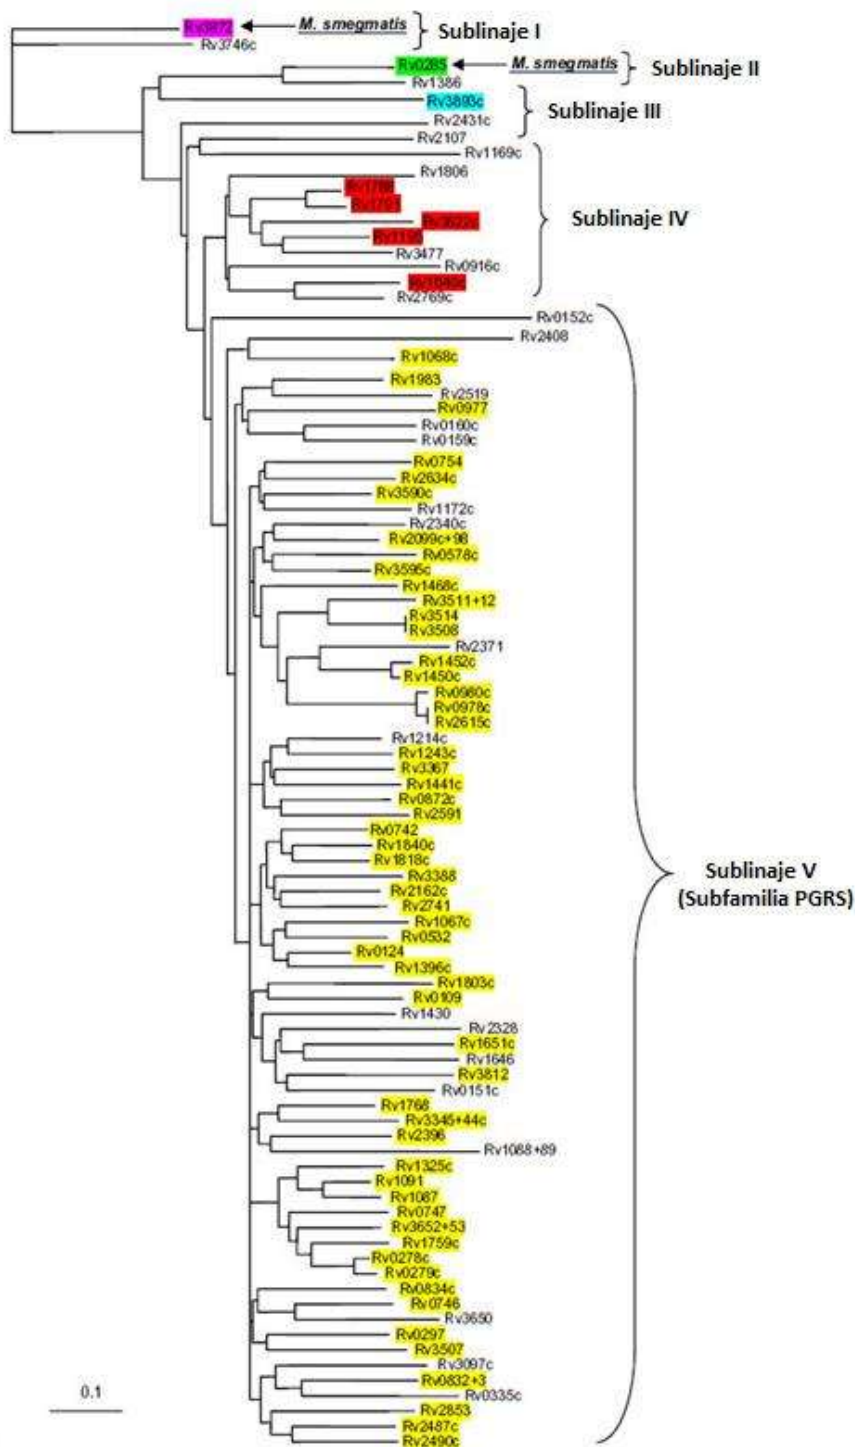 Rv3872
M. smegmatis
Sublinaje I
Rv3746c
Rv0285
M. smegmatis
Sublinaje II
Rv1386
Rv3893c
Sublinaje III
Rv2431c
Rv2107
Rv1169c
Rv1806
Rv1788
Rv1791
Sublinaje IV
Rv3622c
Rv1195
Rv3477
Rv0916c
Rv1040c
Rv2769c
Rv0152c
Rv2408
Rv1068c
Rv1983
Rv2519
Rv0977
Rv0160c
Rv0159c
Rv0754
Rv2634c
Rv3590c
Rv1172c
Rv2340c
Rv2099c+98
Rv0578c
Rv3595c
Rv1468c
Rv3511+12
Rv3514
Rv3508
Rv2371
Rv1452c
Rv1450c
Rv0980c
Rv0978c
Rv2615c
Rv1214c
Rv1243c
Rv3367
Rv1441c
Rv0872c
Rv2591
Rv0742
Rv1840c
Rv1818c
Sublinaje V
(Subfamilia PGRS)
Rv3388
Rv2162c
Rv2741
Rv1067c
Rv0532
Rv0124
Rv1396c
Rv1803c
Rv0109
Rv1430
Rv2328
Rv1651c
Rv1646
Rv3812
Rv0151c
Rv1768
Rv3345+44c
Rv2396
Rv1088+89
Rv1325c
Rv1091
Rv1087
Rv0747
Rv3652+53
Rv1759c
Rv0278c
Rv0279c
Rv0834c
Rv0746
Rv3650
Rv0297
Rv3507
Rv3097c
Rv0832+3
Rv0335c
Rv2853
Rv2487c
Rv2490c
0.1